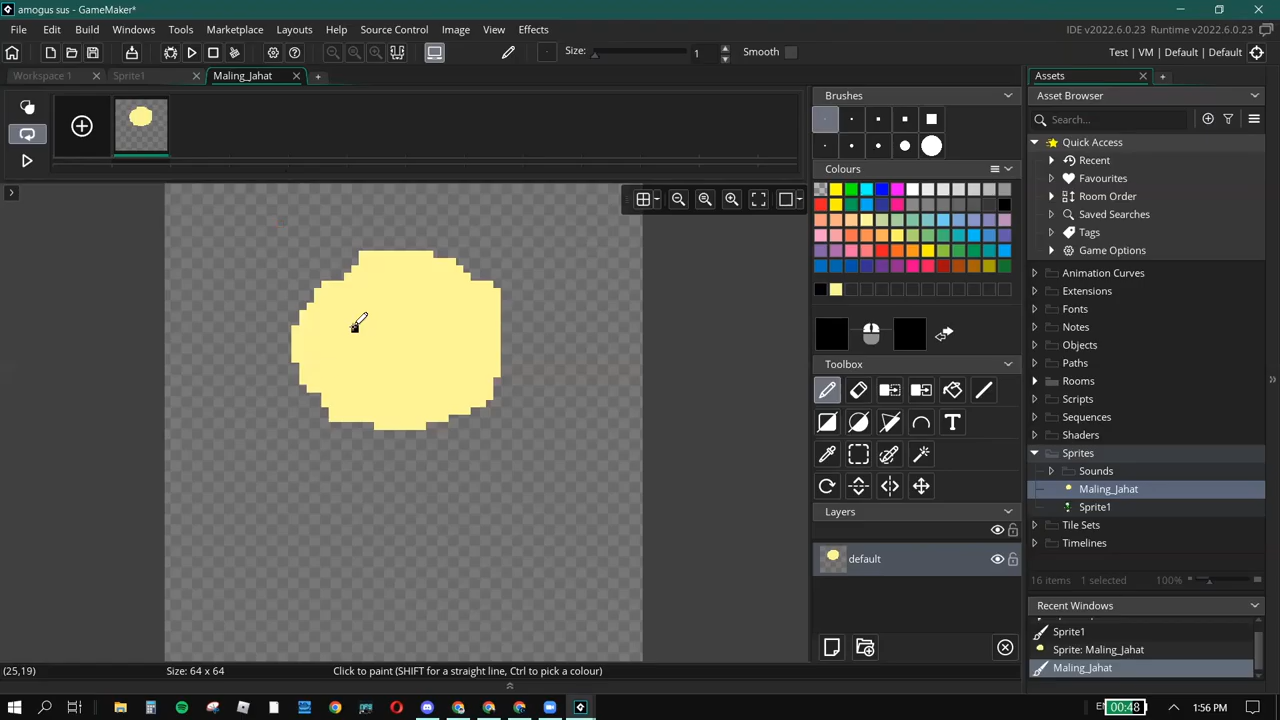 amogus sus - GameMaker*
File Edit Build Windows Tools Marketplace Layers Help Source Control Image View Effects
IDE v2022.6.0.23 Runtime v2022.6.0.23
Size: 1 Smooth
Test | VM | Default | Default
Workspace 1 Sprite1 Maling_Jahat
Assets
Brushes
Asset Browser
Search...
Quick Access
Recent
Colours
Favourites
Room Order
Saved Searches
Tags
Game Options
Animation Curves
Extensions
Fonts
Notes
Objects
Toolbox
Paths
Rooms
Scripts
Sequences
T
Shaders
Sprites
Sounds
Maling_Jahat
Sprite1
Layers
Tile Sets
Timelines
default
16 items 1 selected 100%
Recent Windows
Sprite1
Sprite: Maling_Jahat
Maling_Jahat
(25,19) Size: 64 x 64 Click to paint (SHIFT for a straight line, Ctrl to pick a colour)
00:48 1:56 PM